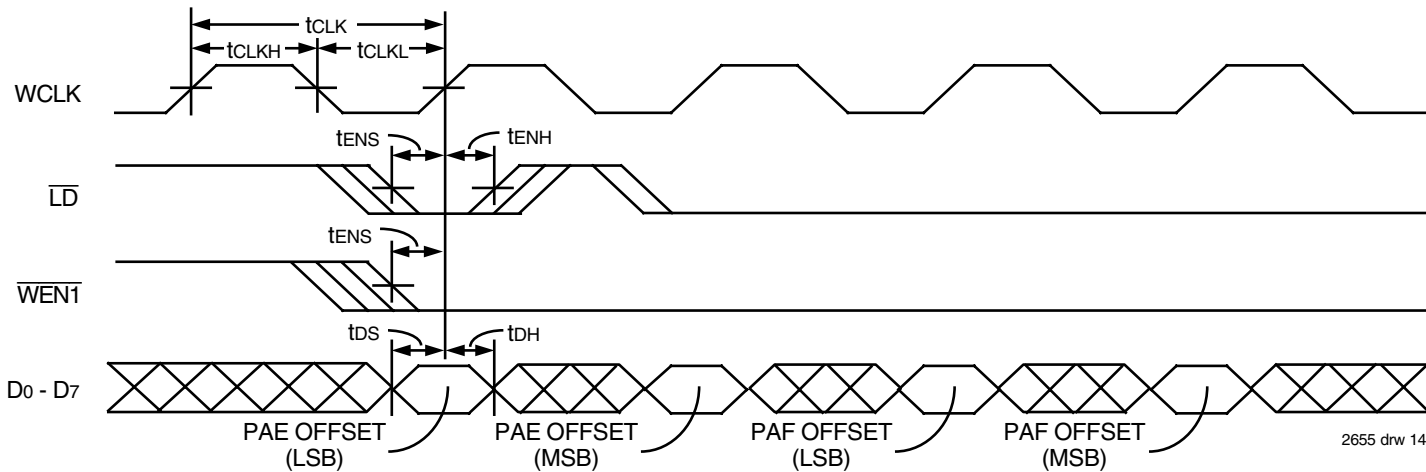 tCLK
tCLKH
tCLKL
WCLK
tENS
tENH
LD
tENS
WEN1
tDS
tDH
D0 - D7
PAE OFFSET
(LSB)
PAE OFFSET
(MSB)
PAF OFFSET
(LSB)
PAF OFFSET
(MSB)
2655 drw 14